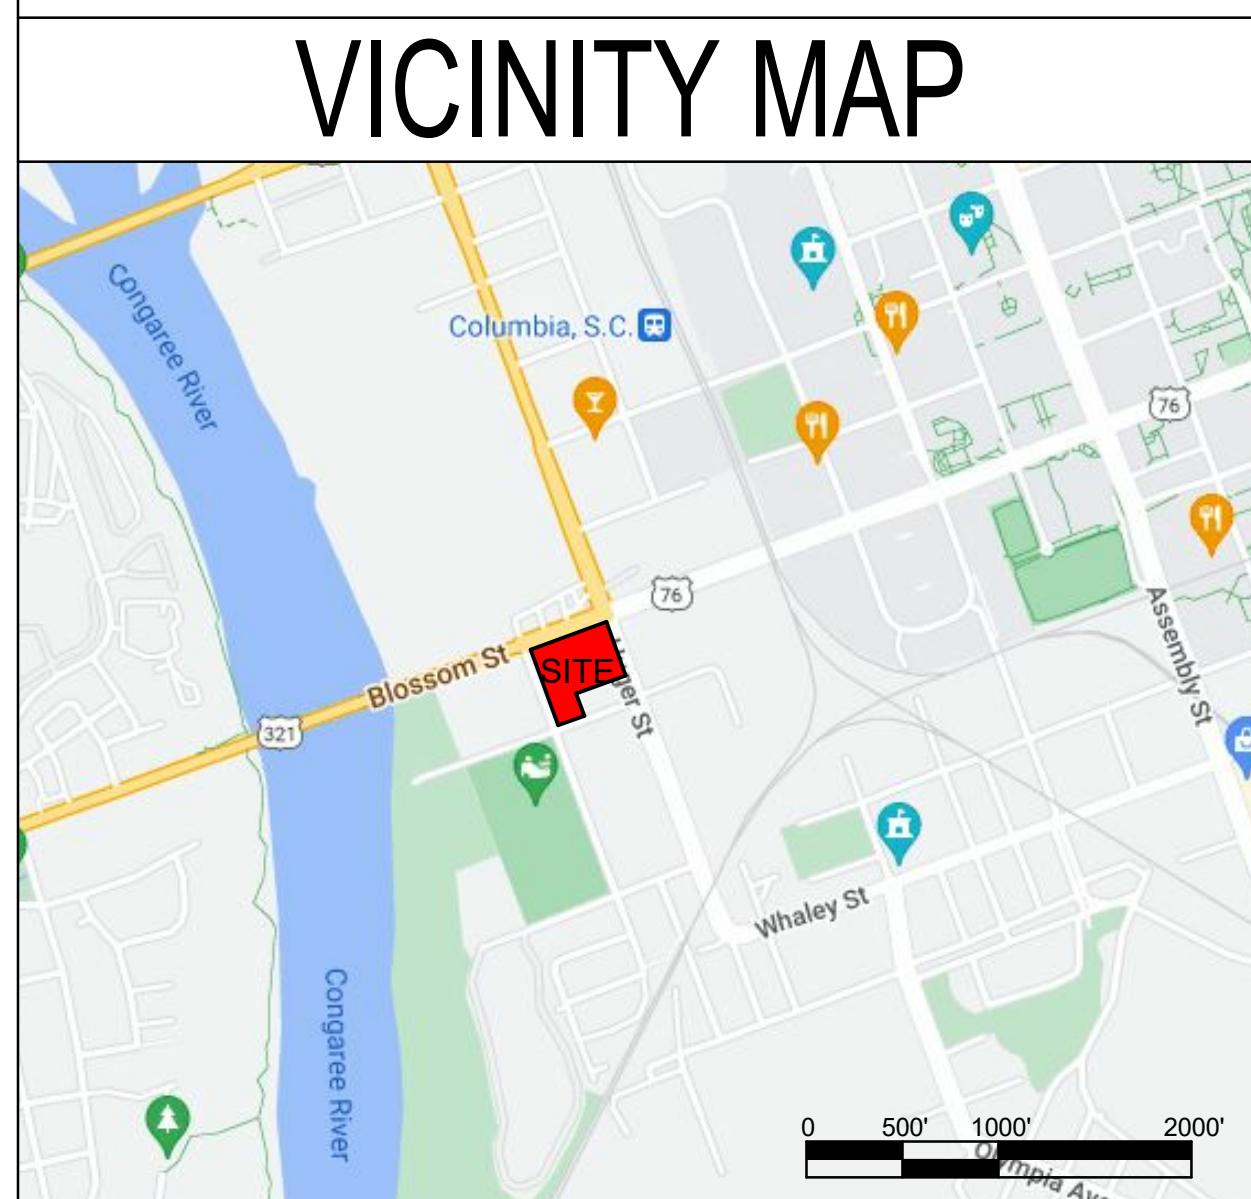 VICINITY MAP
Congaree River
Columbia, S.C.
76
76
Blossom St
SITE
321
Assembly St
Whaley St
Congaree River
0 500' 1000' 2000'